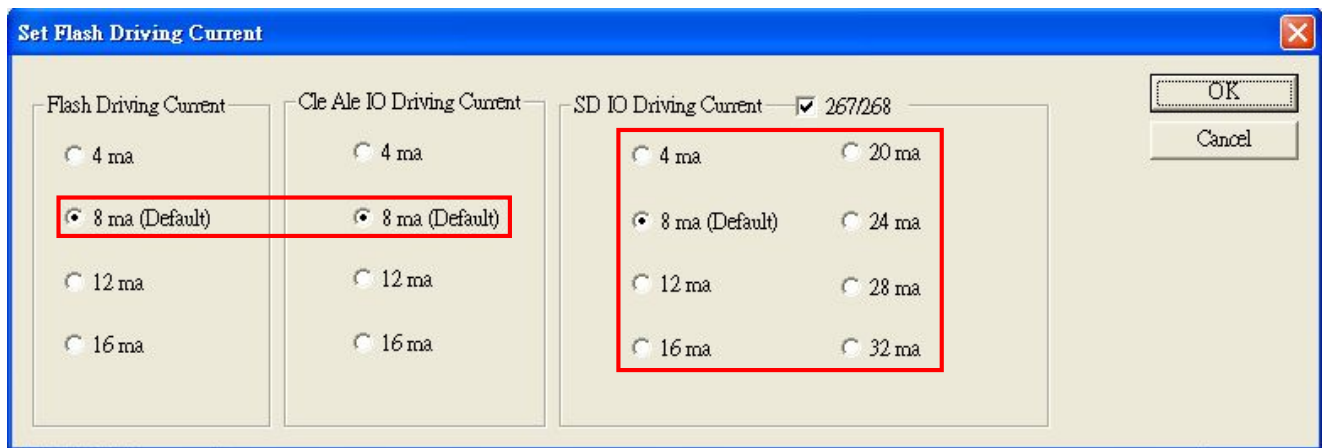 Set Flash Driving Current
Flash Driving Current
4 ma
8 ma (Default)
12 ma
16 ma
Cle Ale IO Driving Current
4 ma
8 ma (Default)
12 ma
16 ma
SD IO Driving Current
267/268
4 ma
8 ma (Default)
12 ma
16 ma
20 ma
24 ma
28 ma
32 ma
OK
Cancel